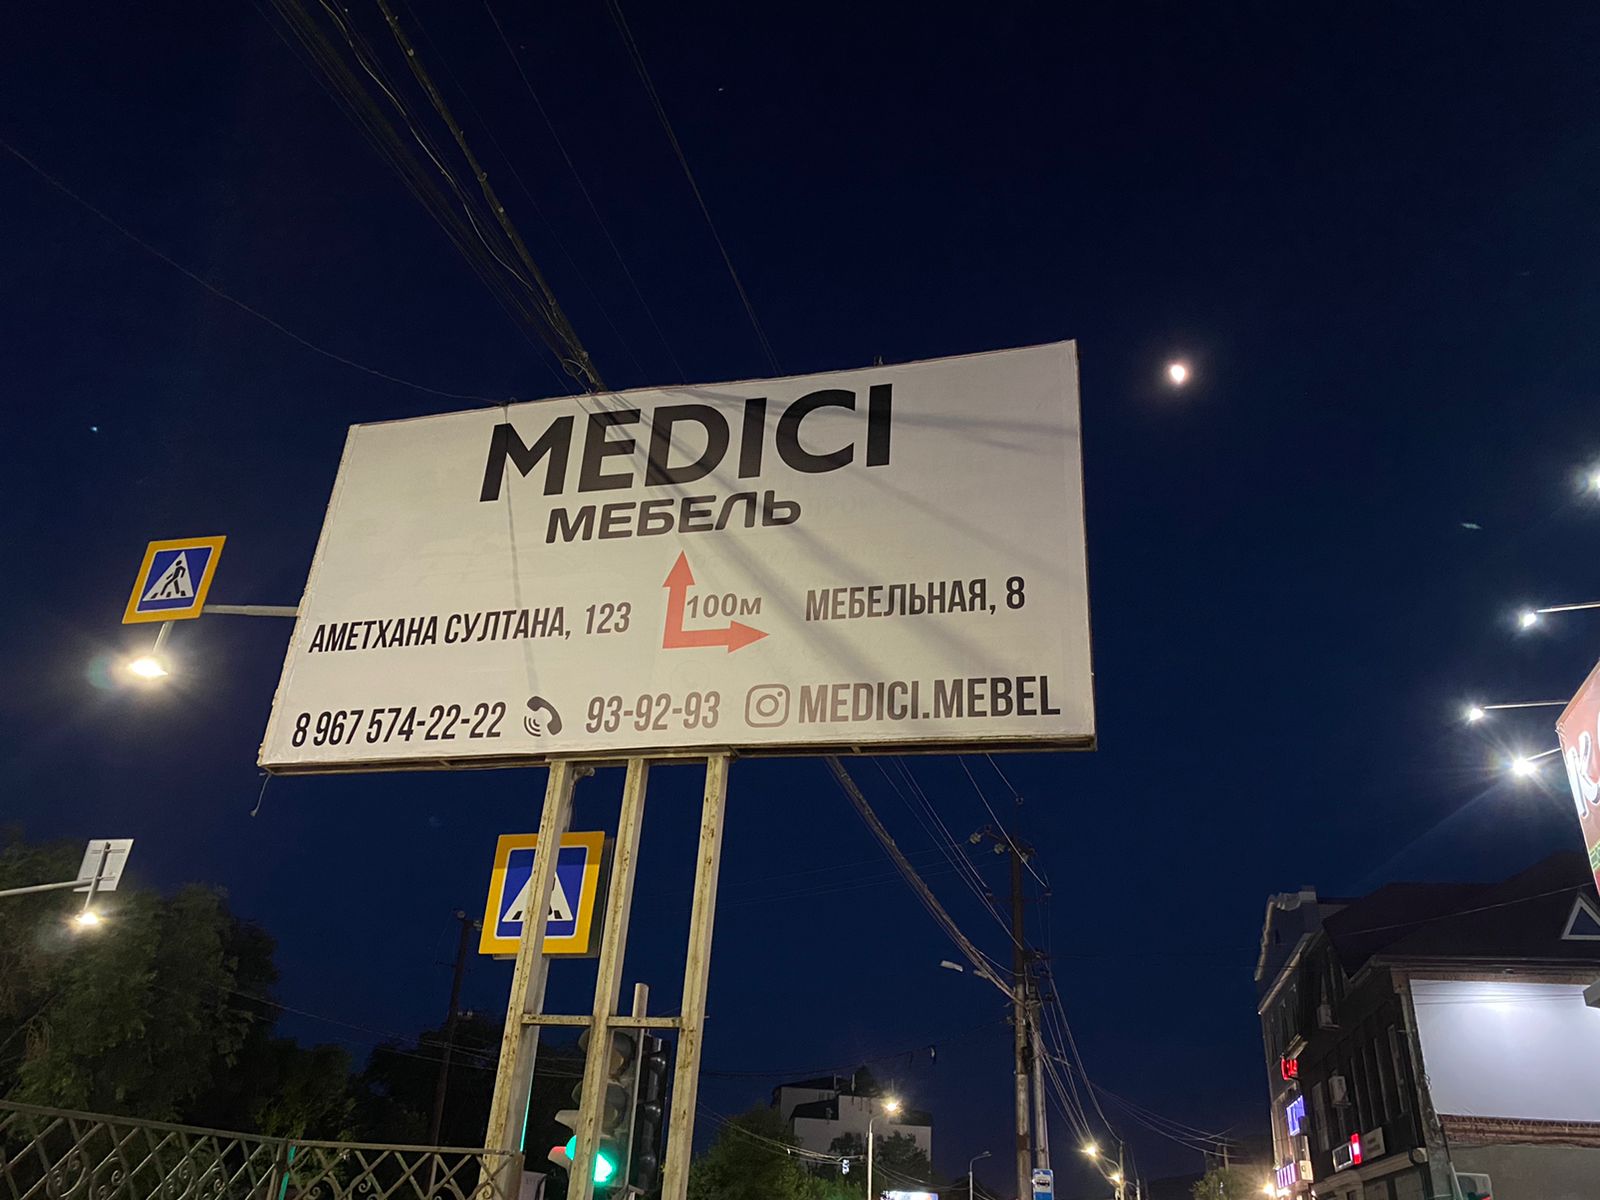 MEDICI
МЕБЕЛЬ
АМЕТХАНА СУЛТАНА, 123
100м
МЕБЕЛЬНАЯ, 8
8 967 574-22-22
93-92-93
MEDICI.MEBEL